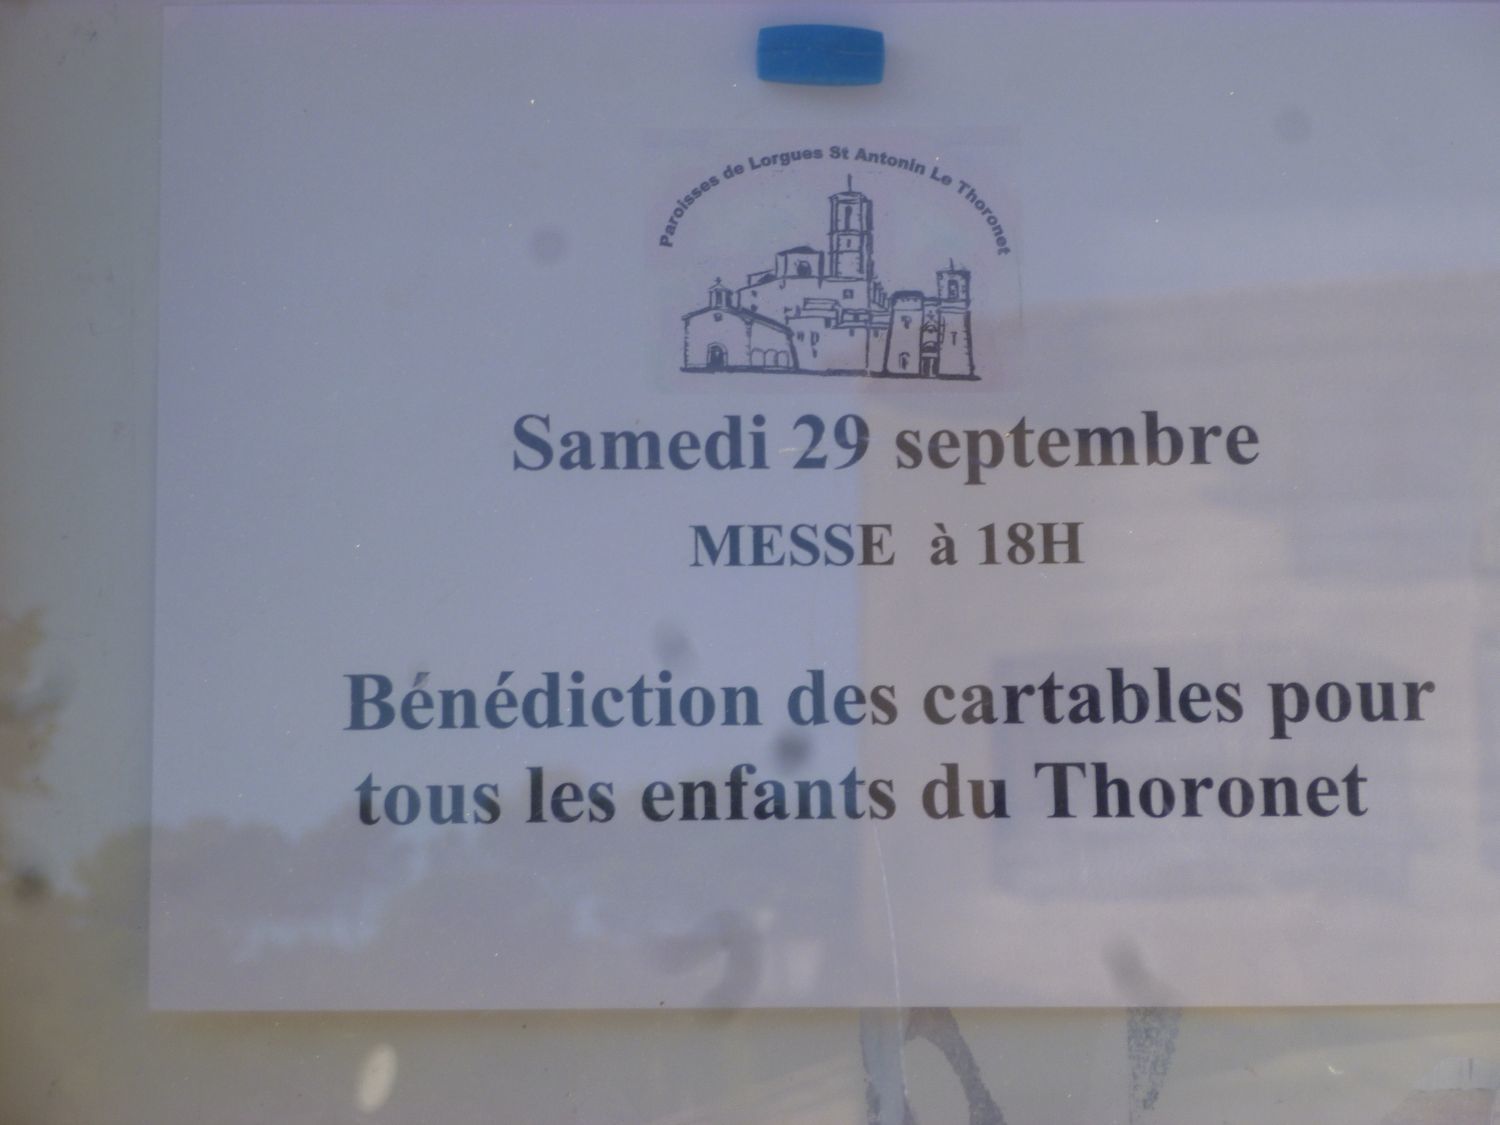 Paroisses de Lorgues St Antonin Le Thoronet
Samedi 29 septembre
MESSE à 18H
Bénédiction des cartables pour
tous les enfants du Thoronet